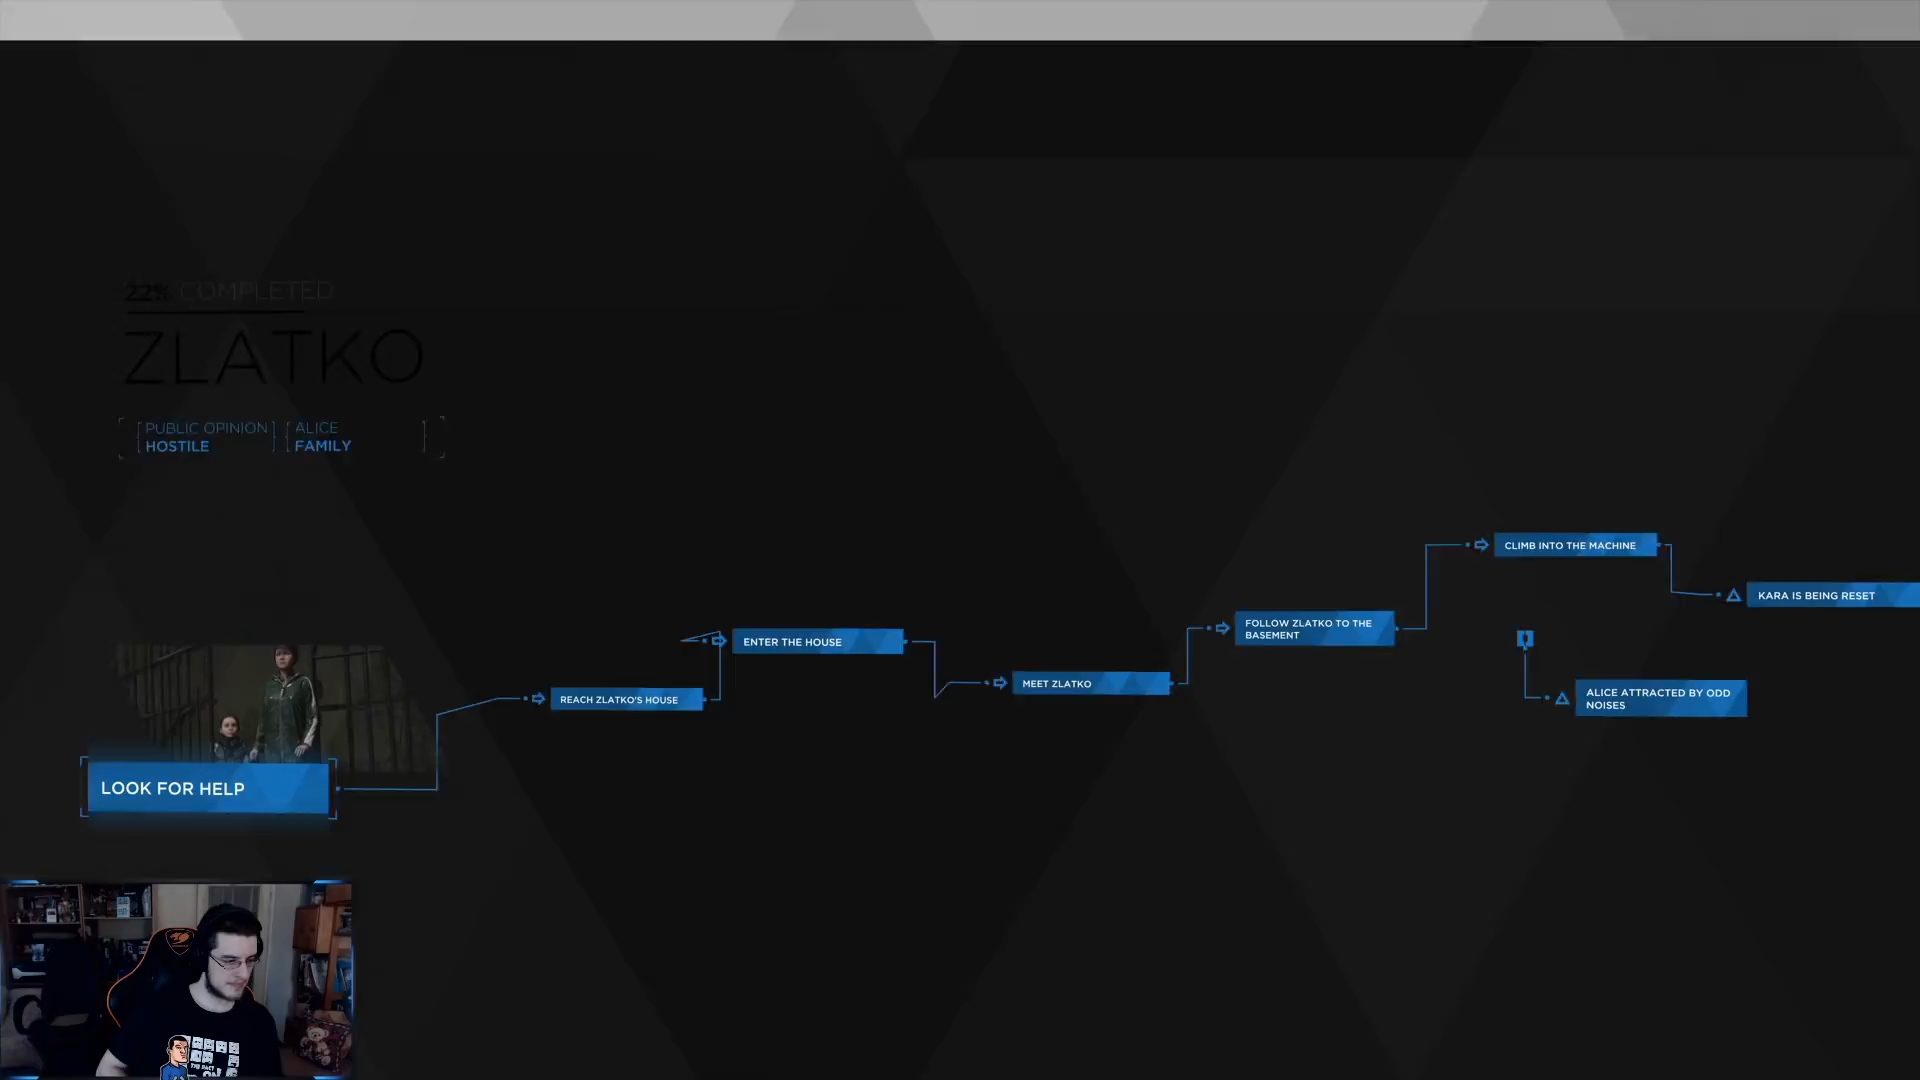 22% COMPLETED
ZLATKO
PUBLIC OPINION
HOSTILE
ALICE
FAMILY
LOOK FOR HELP
REACH ZLATKO'S HOUSE
ENTER THE HOUSE
MEET ZLATKO
FOLLOW ZLATKO TO THE
BASEMENT
CLIMB INTO THE MACHINE
KARA IS BEING RESET
ALICE ATTRACTED BY ODD
NOISES